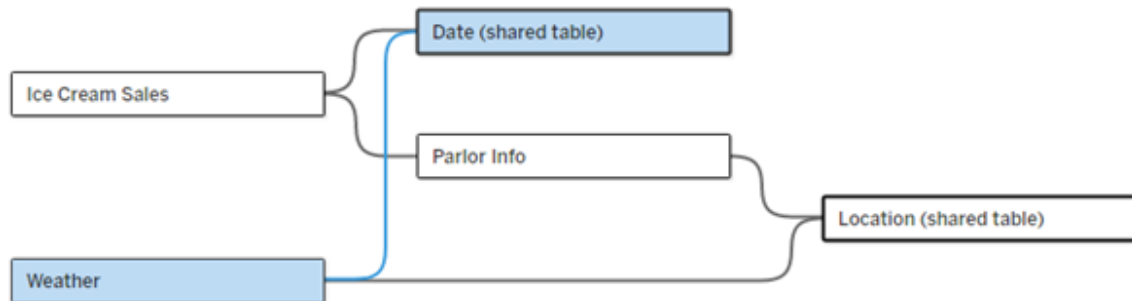 Date (shared table)
Ice Cream Sales
Parlor Info
Location (shared table)
Weather